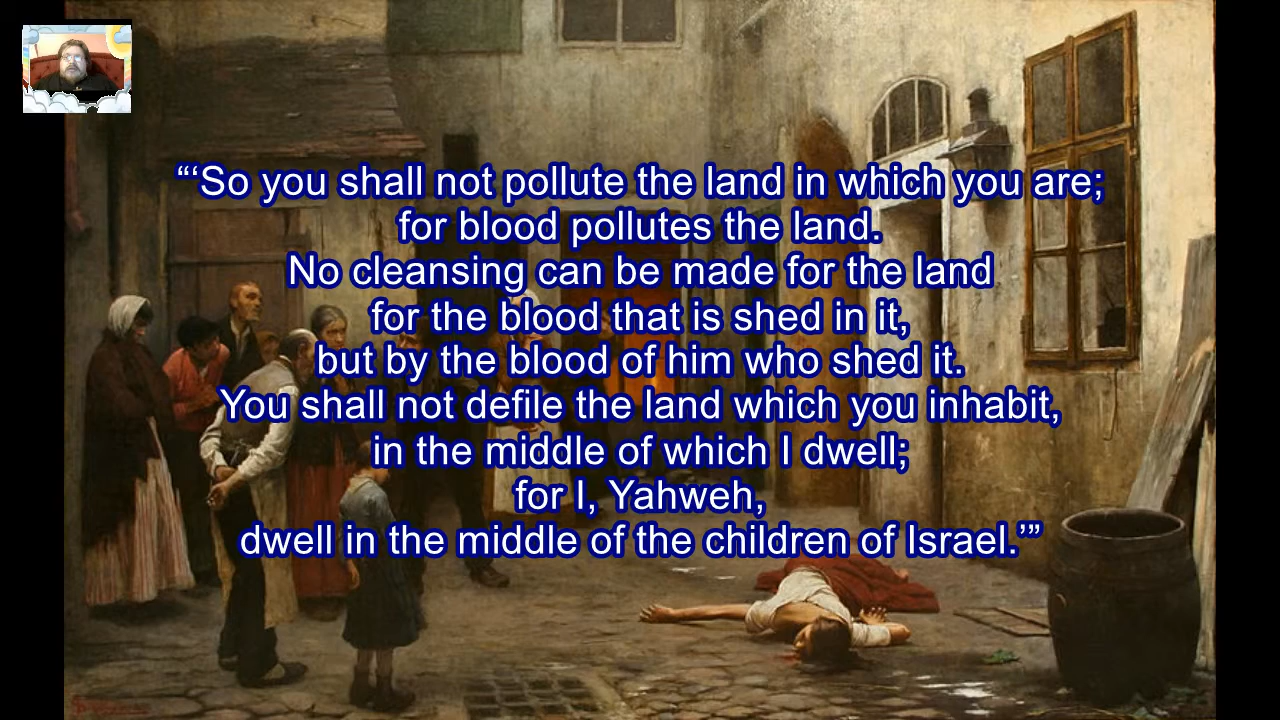 “‘So you shall not pollute the land in which you are;
for blood pollutes the land.
No cleansing can be made for the land
for the blood that is shed in it,
but by the blood of him who shed it.
You shall not defile the land which you inhabit,
in the middle of which I dwell;
for I, Yahweh,
dwell in the middle of the children of Israel.’”